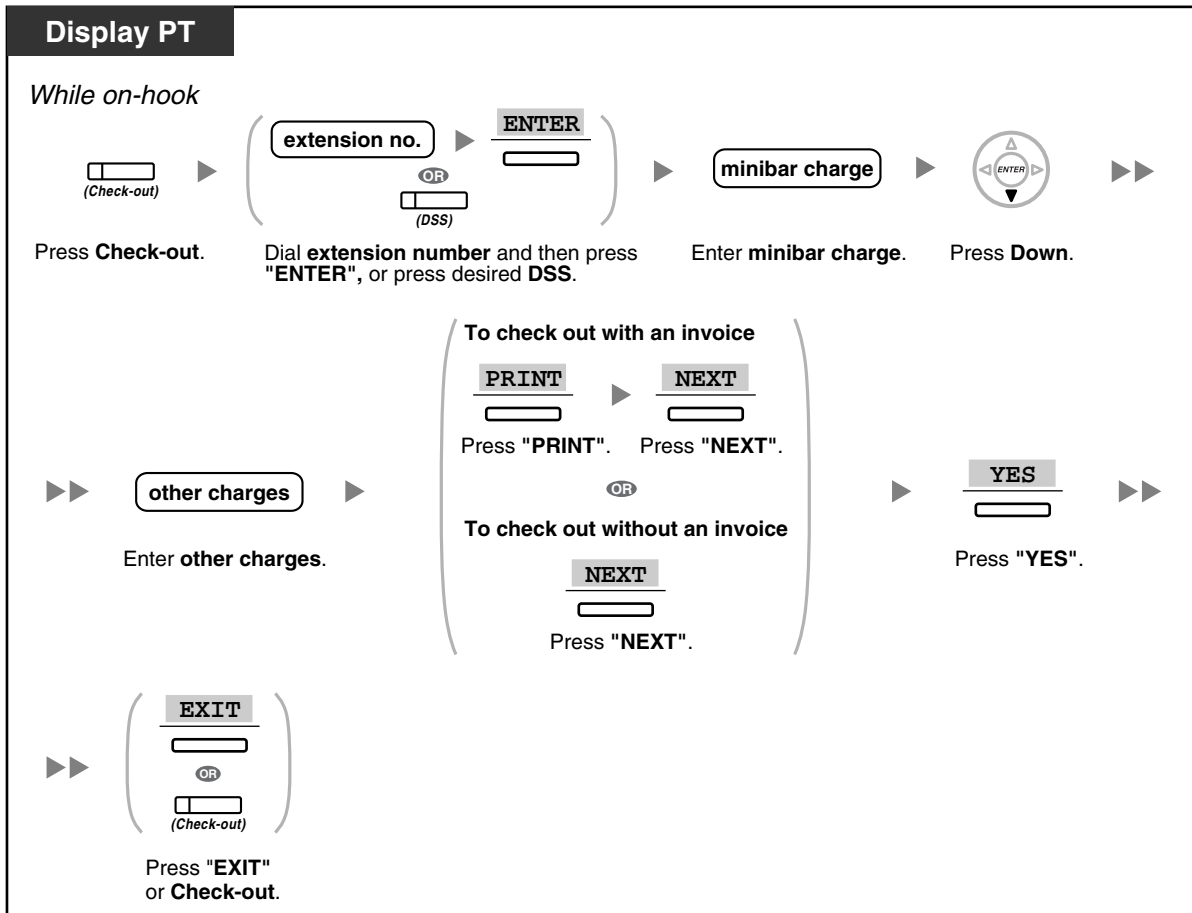 Display PT
While on-hook
(Check-out)
extension no.
ENTER
OR
(DSS)
minibar charge
ENTER
Press Check-out.
Dial extension number and then press
"ENTER", or press desired DSS.
Enter minibar charge.
Press Down.
To check out with an invoice
PRINT
NEXT
Press "PRINT".
Press "NEXT".
other charges
OR
YES
To check out without an invoice
Enter other charges.
NEXT
Press "YES".
Press "NEXT".
EXIT
OR
(Check-out)
Press "EXIT"
or Check-out.